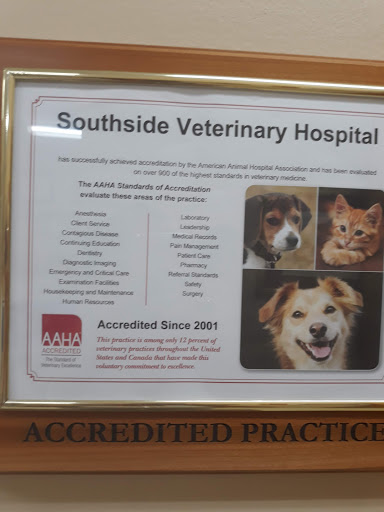 Southside Veterinary Hospital
has successfully achieved accreditation by the American Animal Hospital Association and has been evaluated
on over 900 of the highest standards in veterinary medicine.
The AAHA Standards of Accreditation
evaluate these areas of the practice:
Anesthesia
Client Service
Contagious Disease
Continuing Education
Dentistry
Diagnostic Imaging
Emergency and Critical Care
Examination Facilities
Housekeeping and Maintenance
Human Resources
Laboratory
Leadership
Medical Records
Pain Management
Patient Care
Pharmacy
Referral Standards
Safety
Surgery
AAHA
ACCREDITED
The Standard of
Veterinary Excellence
Accredited Since 2001
This practice is among only 12 percent of
veterinary practices throughout the United
States and Canada that have made this
voluntary commitment to excellence.
ACCREDITED PRACTICE